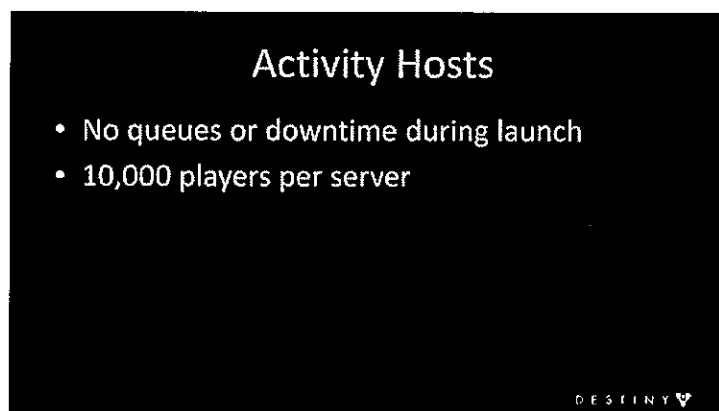 Activity Hosts
• No queues or downtime during launch
• 10,000 players per server
DESTINY